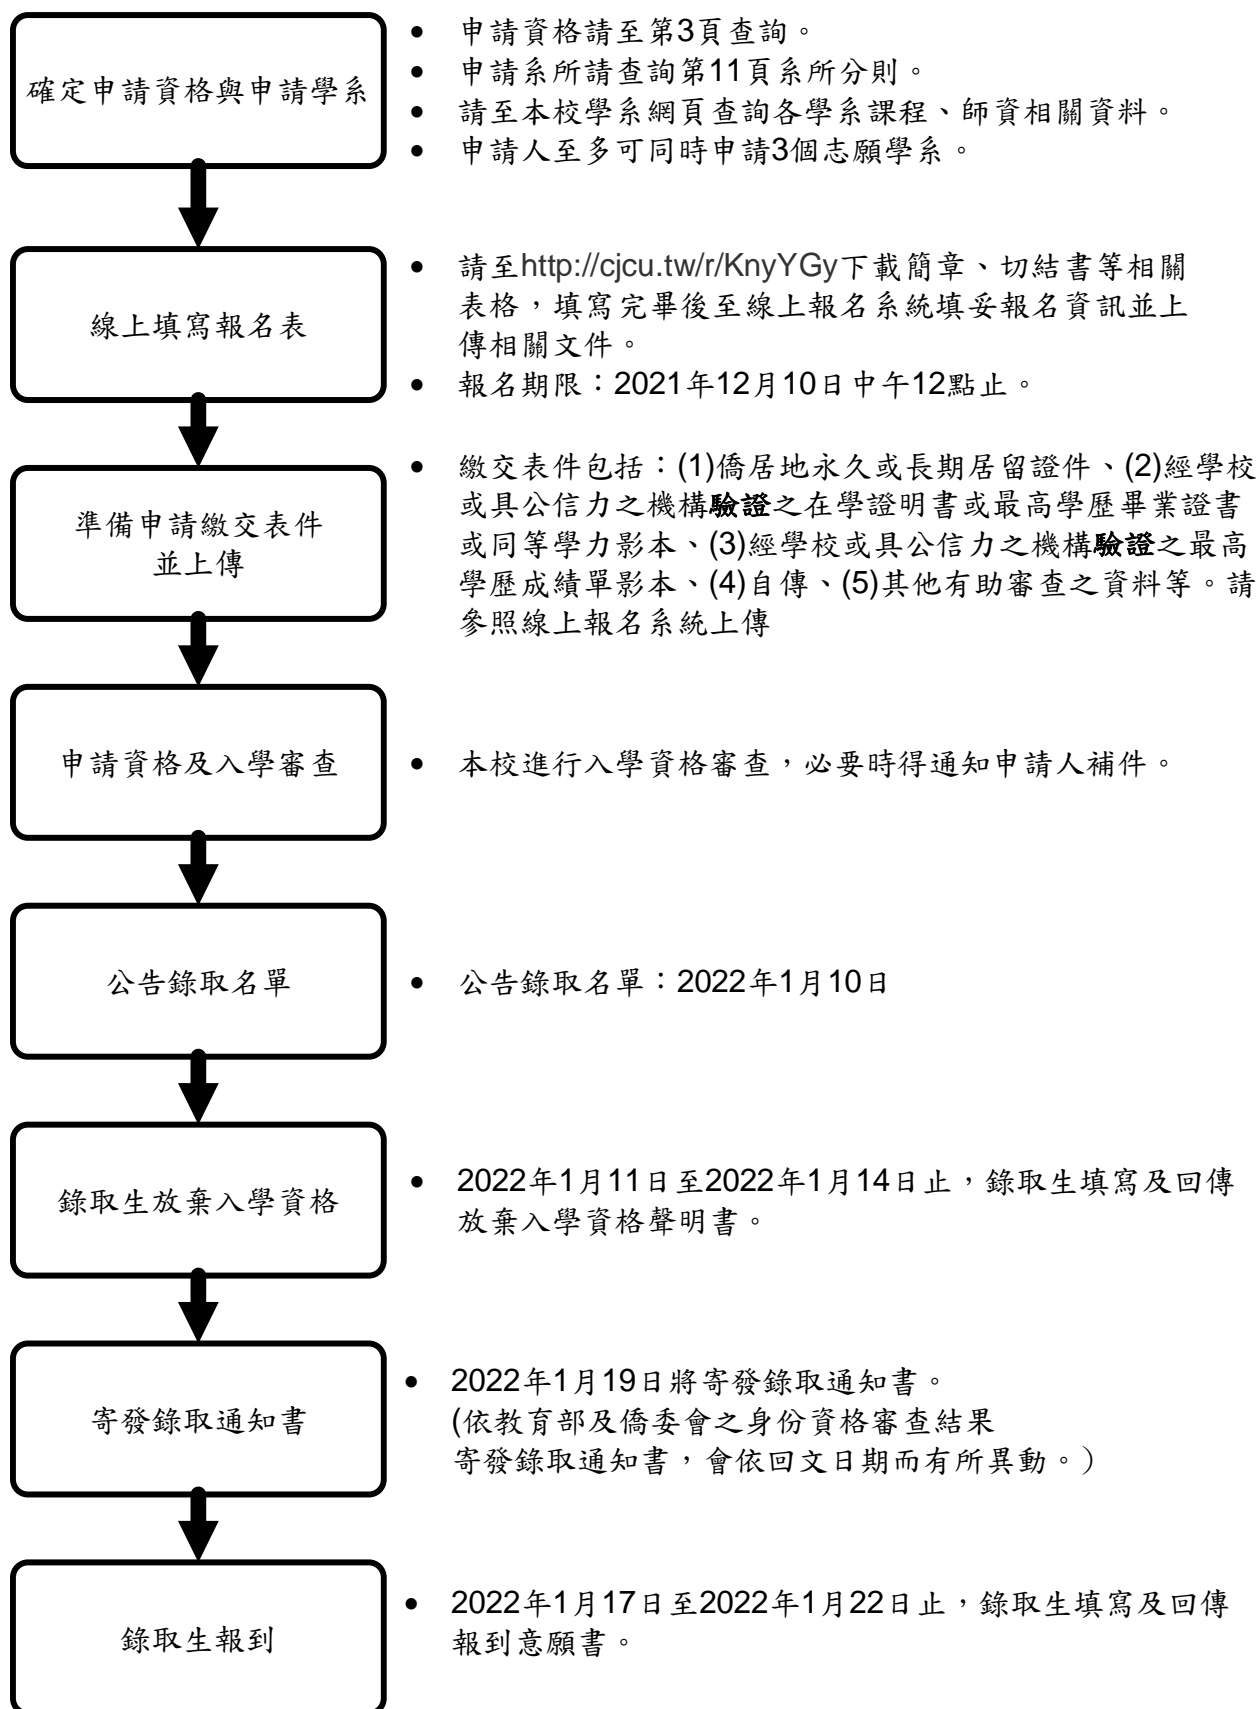 確定申請資格與申請學系
• 申請資格請至第3頁查詢。
• 申請系所請查詢第11頁系所分則。
• 請至本校學系網頁查詢各學系課程、師資相關資料。
• 申請人至多可同時申請3個志願學系。
線上填寫報名表
• 請至http://cjcu.tw/r/KnyYGy下載簡章、切結書等相關
表格，填寫完畢後至線上報名系統填妥報名資訊並上
傳相關文件。
• 報名期限：2021年12月10日中午12點止。
準備申請繳交表件
並上傳
• 繳交表件包括：(1)僑居地永久或長期居留證件、(2)經學校
或具公信力之機構驗證之在學證明書或最高學歷畢業證書
或同等學力影本、(3)經學校或具公信力之機構驗證之最高
學歷成績單影本、(4)自傳、(5)其他有助審查之資料等。請
參照線上報名系統上傳
申請資格及入學審查
• 本校進行入學資格審查，必要時得通知申請人補件。
公告錄取名單
• 公告錄取名單：2022年1月10日
錄取生放棄入學資格
• 2022年1月11日至2022年1月14日止，錄取生填寫及回傳
放棄入學資格聲明書。
寄發錄取通知書
• 2022年1月19日將寄發錄取通知書。
(依教育部及僑委會之身份資格審查結果
寄發錄取通知書，會依回文日期而有所異動。)
錄取生報到
• 2022年1月17日至2022年1月22日止，錄取生填寫及回傳
報到意願書。